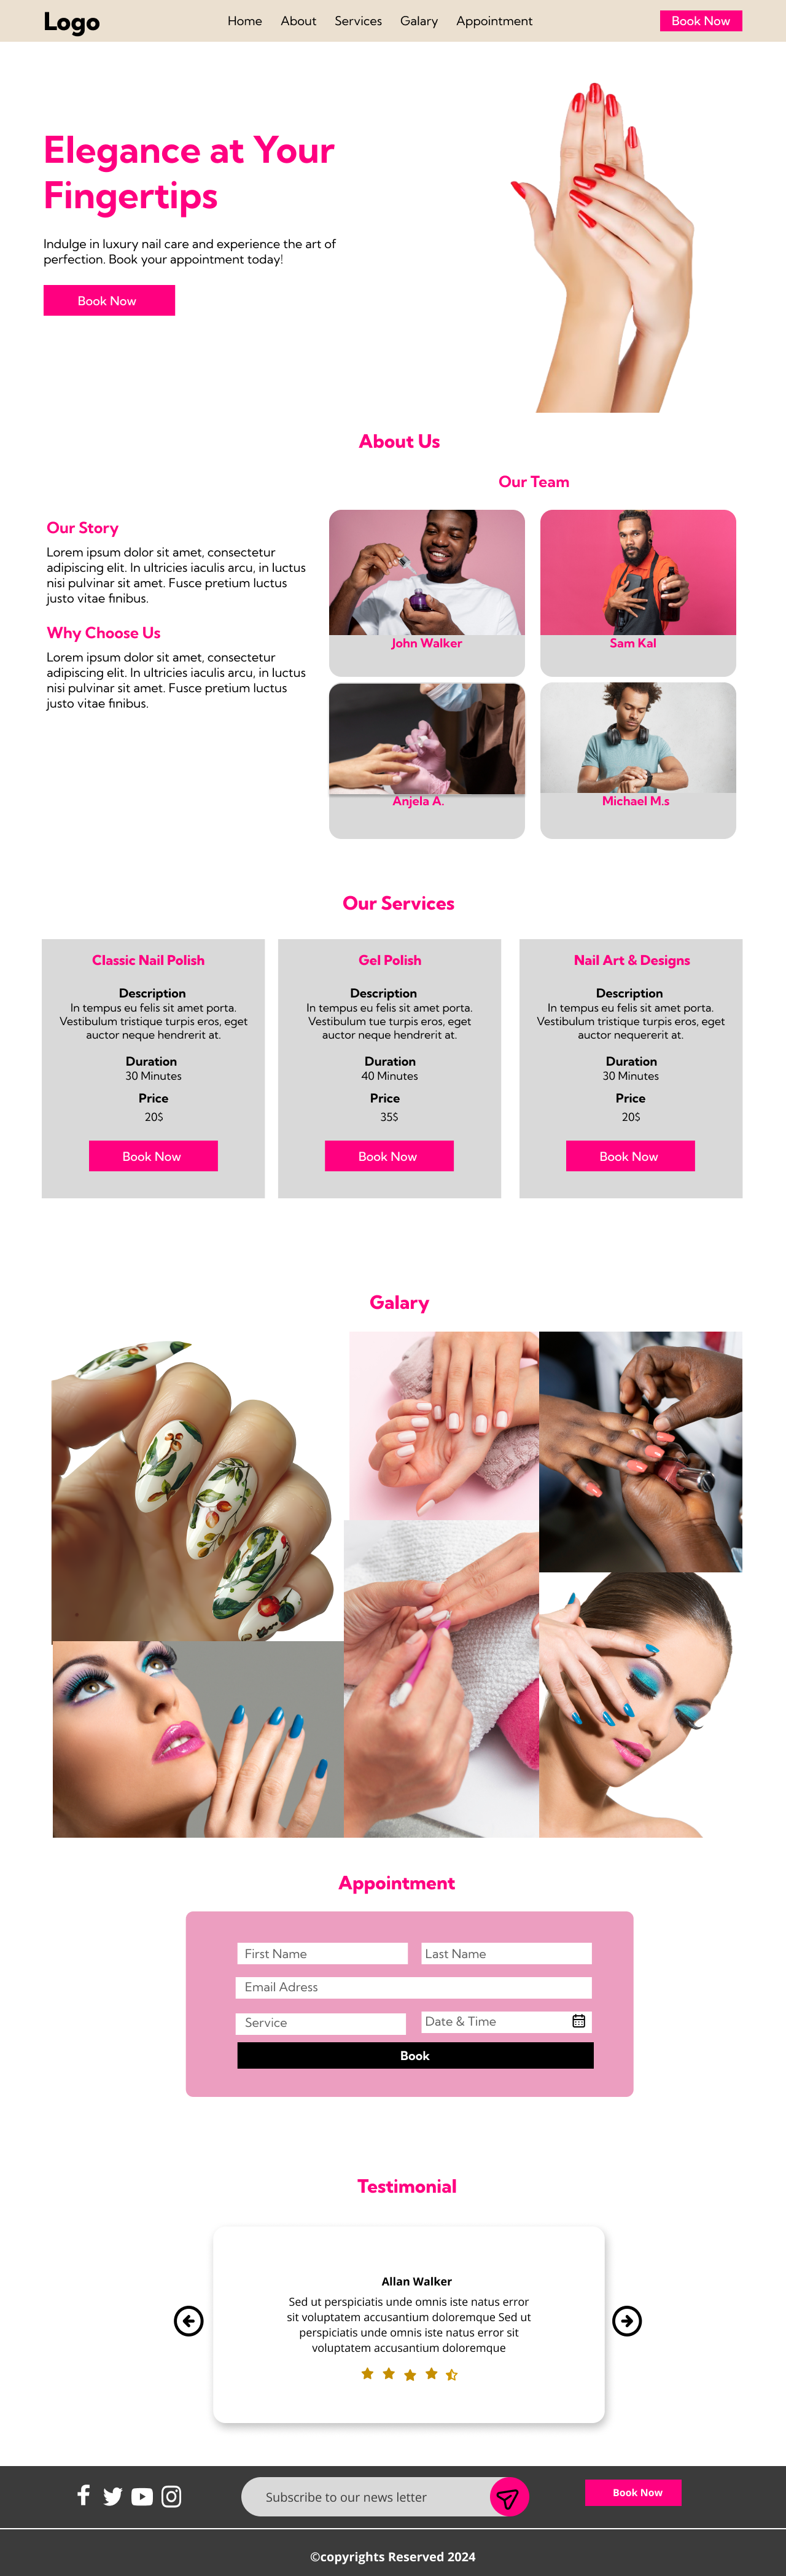 Logo
Home
About
Services
Galary
Appointment
Book Now
Elegance at Your
Fingertips
Indulge in luxury nail care and experience the art of
perfection. Book your appointment today!
Book Now
About Us
Our Story
Lorem ipsum dolor sit amet, consectetur
adipiscing elit. In ultricies iaculis arcu, in luctus
nisi pulvinar sit amet. Fusce pretium luctus
justo vitae finibus.
Why Choose Us
Lorem ipsum dolor sit amet, consectetur
adipiscing elit. In ultricies iaculis arcu, in luctus
nisi pulvinar sit amet. Fusce pretium luctus
justo vitae finibus.
Our Team
John Walker
Sam Kal
Anjela A.
Michael M.s
Our Services
Classic Nail Polish
Description
In tempus eu felis sit amet porta.
Vestibulum tristique turpis eros, eget
auctor neque hendrerit at.
Duration
30 Minutes
Price
20$
Book Now
Gel Polish
Description
In tempus eu felis sit amet porta.
Vestibulum tue turpis eros, eget
auctor neque hendrerit at.
Duration
40 Minutes
Price
35$
Book Now
Nail Art & Designs
Description
In tempus eu felis sit amet porta.
Vestibulum tristique turpis eros, eget
auctor nequererit at.
Duration
30 Minutes
Price
20$
Book Now
Galary
Appointment
First Name
Last Name
Email Adress
Service
Date & Time
Book
Testimonial
Allan Walker
Sed ut perspiciatis unde omnis iste natus error
sit voluptatem accusantium doloremque Sed ut
perspiciatis unde omnis iste natus error sit
voluptatem accusantium doloremque
Subscribe to our news letter
Book Now
©copyrights Reserved 2024